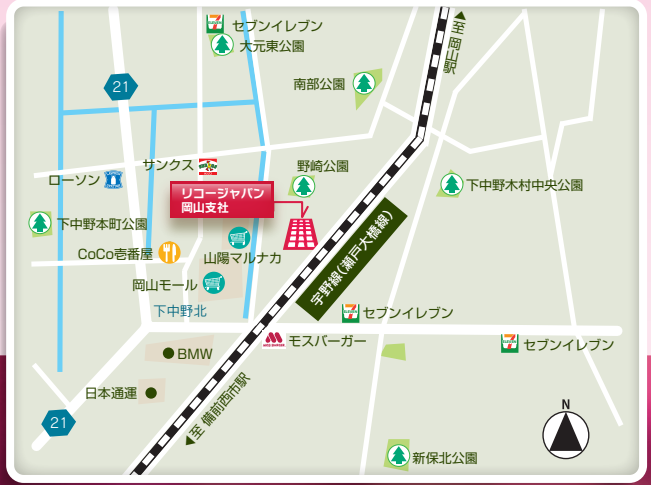 セブンイレブン
大元東公園
至 岡山駅
21
南部公園
サンクス
野崎公園
ローソン
リコージャパン
岡山支社
下中野木村中央公園
下中野本町公園
CoCo壱番屋
山陽マルナカ
宇野線(瀬戸大橋線)
岡山モール
下中野北
セブンイレブン
モスバーガー
セブンイレブン
BMW
日本通運
至 備前西市駅
21
N
新保北公園